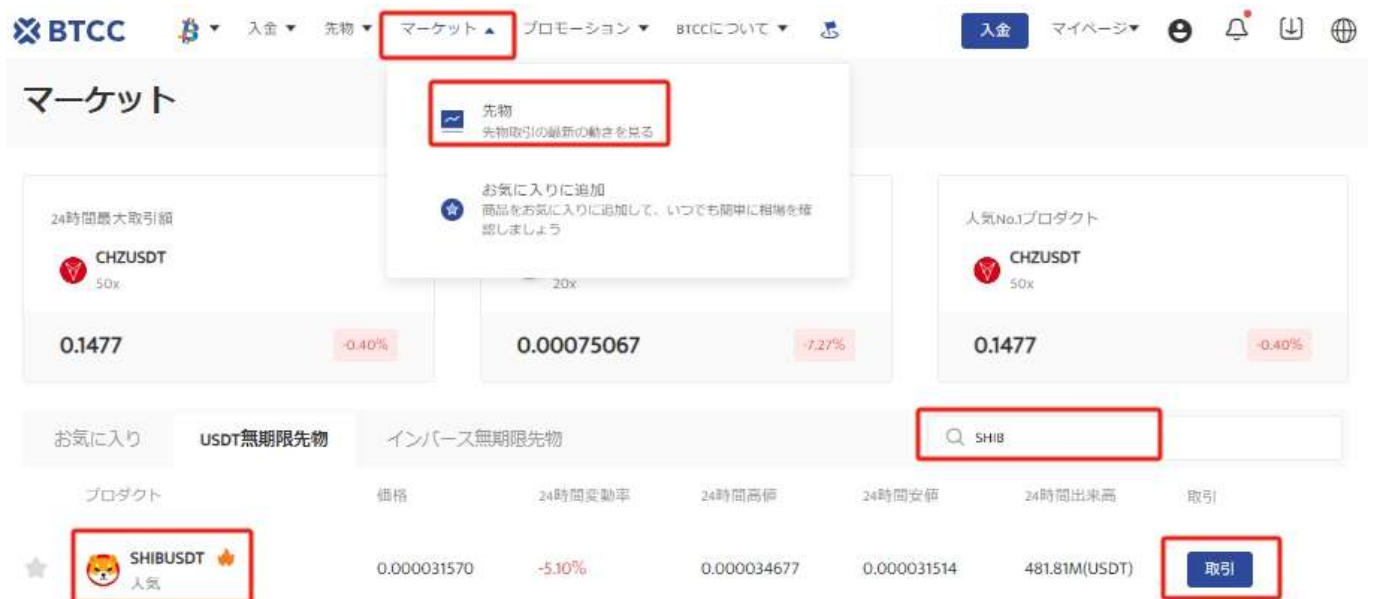 BTCC
入金 先物 マーケット プロモーション BTCCについて 入金 マイページ
マーケット
先物
先物取引の最新の動きを見る
お気に入りに追加
商品をお気に入りに追加して、いつでも簡単に相場を確
認しましょう
24時間最大取引額
CHZUSDT
50x
0.1477 -0.40%
20x
0.00075067 -7.27%
人気No.1プロダクト
CHZUSDT
50x
0.1477 -0.40%
お気に入り USDT無期限先物 インバース無期限先物 SHIB
プロダクト 価格 24時間変動率 24時間高値 24時間安値 24時間出来高 取引
SHIBUSDT
人気
0.000031570 -5.10% 0.000034677 0.000031514 481.81M(USDT) 取引